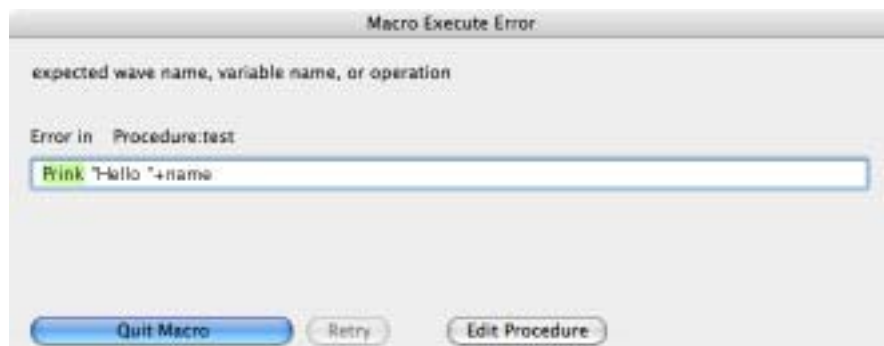 Macro Execute Error
expected wave name, variable name, or operation
Error in Procedure:test
Prink "Hello "+name
Quit Macro Retry Edit Procedure